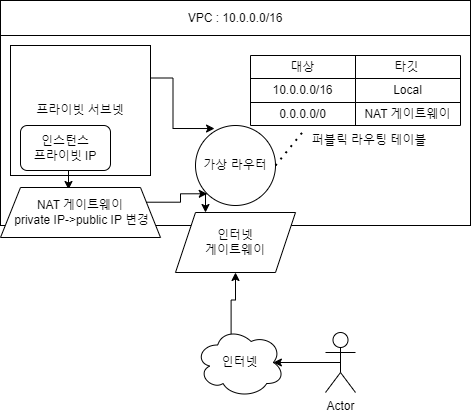 VPC : 10.0.0.0/16
대상 타깃
10.0.0.0/16 Local
0.0.0.0/0 NAT 게이트웨이
퍼블릭 라우팅 테이블
프라이빗 서브넷
인스턴스
프라이빗 IP
가상 라우터
NAT 게이트웨이
private IP->public IP 변경
인터넷
게이트웨이
인터넷
Actor